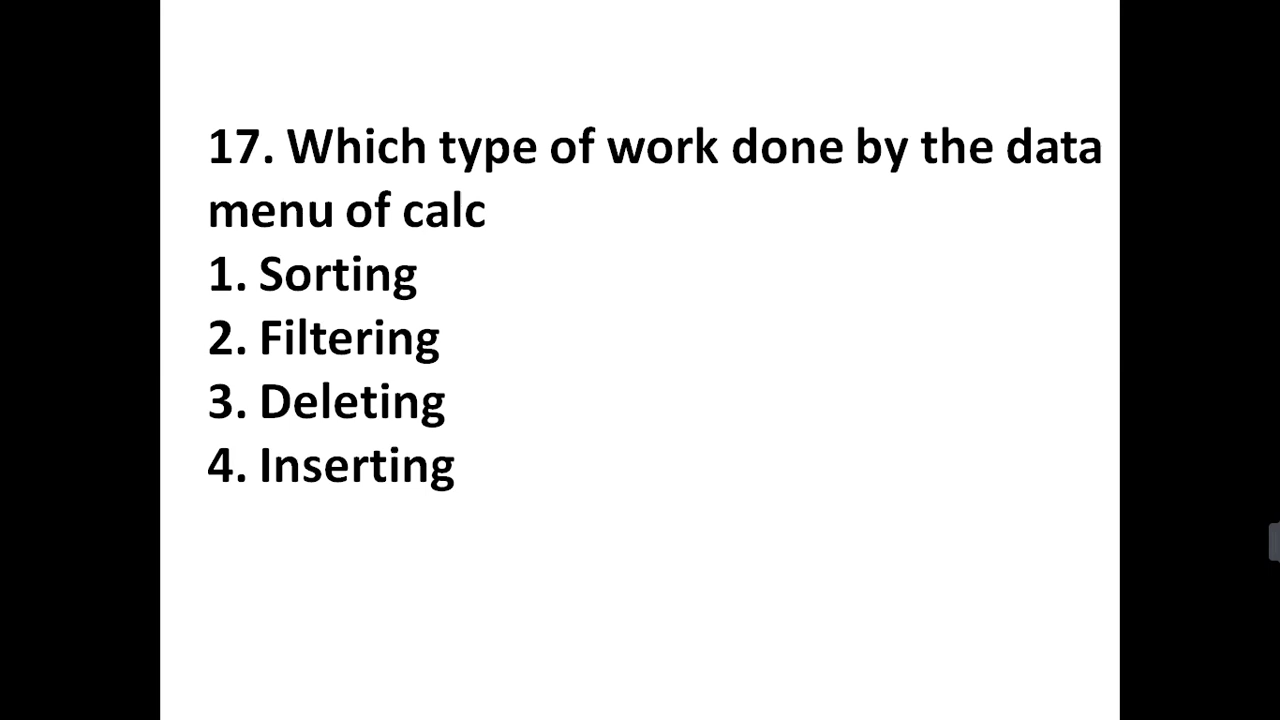 17. Which type of work done by the data
menu of calc
1. Sorting
2. Filtering
3. Deleting
4. Inserting